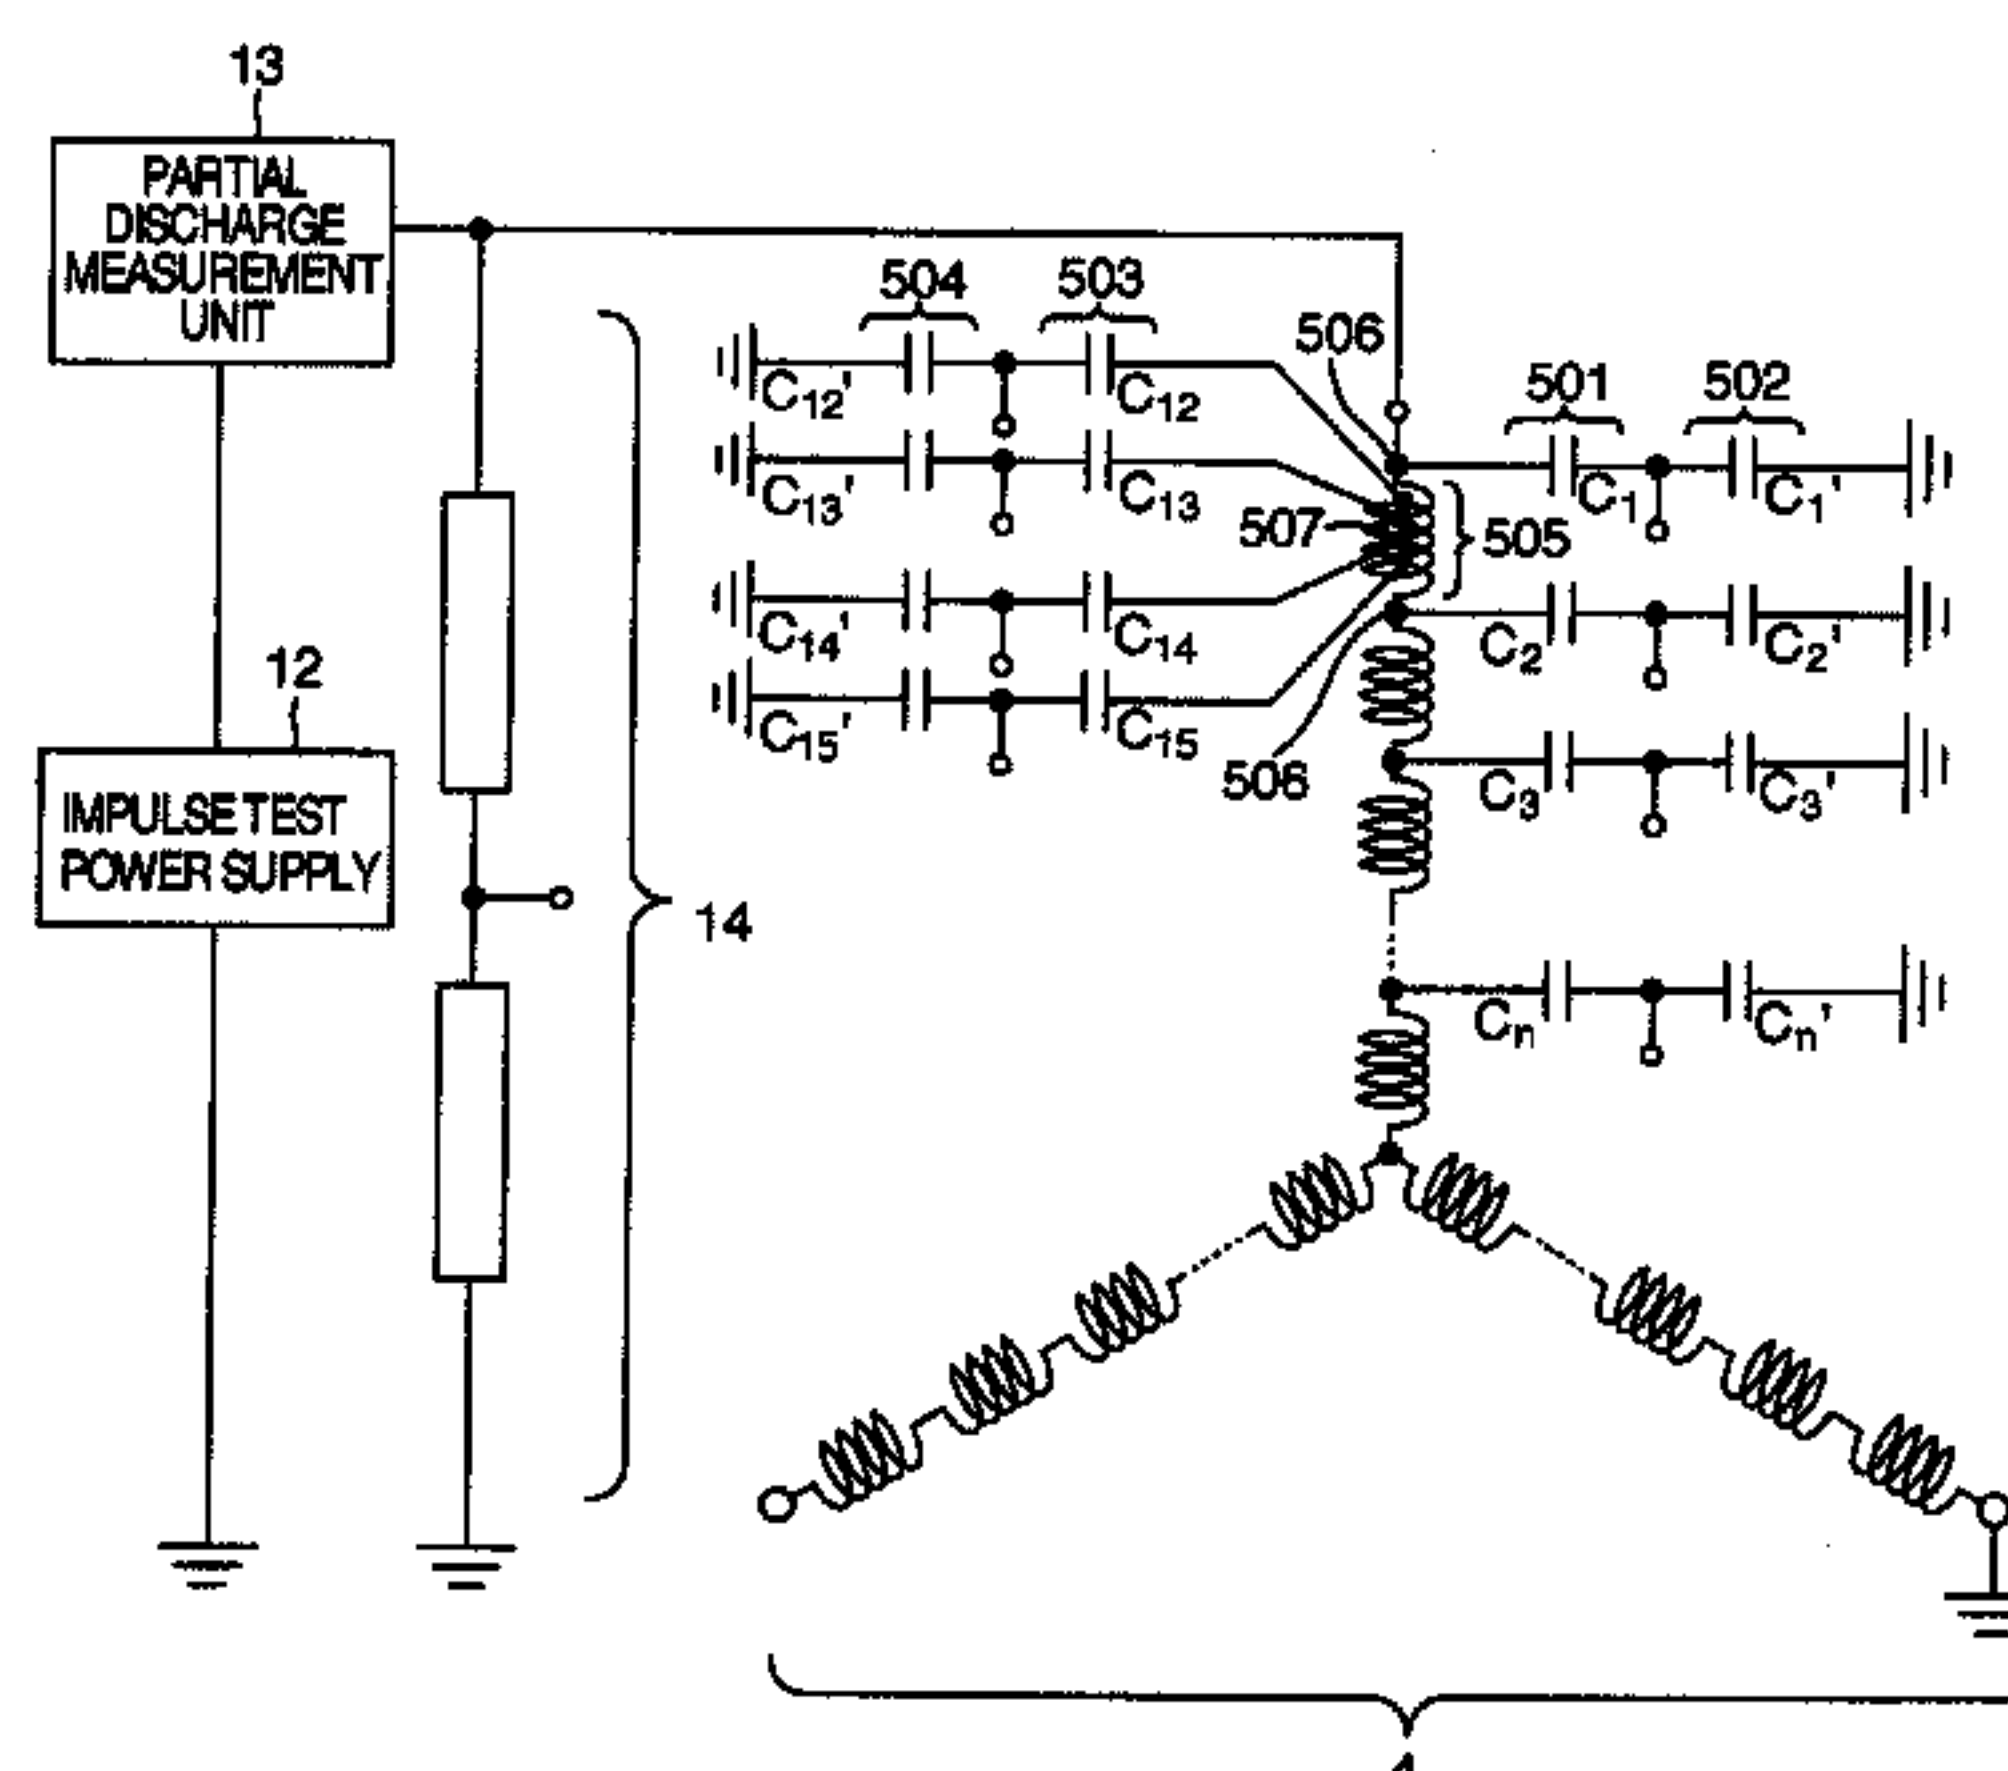 13
PARTIAL
DISCHARGE
MEASUREMENT
UNIT
504 503
506
501 502
C12' C12
C1 C1'
C13' C13
507
505
C14' C14
C2 C2'
12
C15' C15
506
C3 C3'
IMPULSE TEST
POWER SUPPLY
14
Cn Cn'